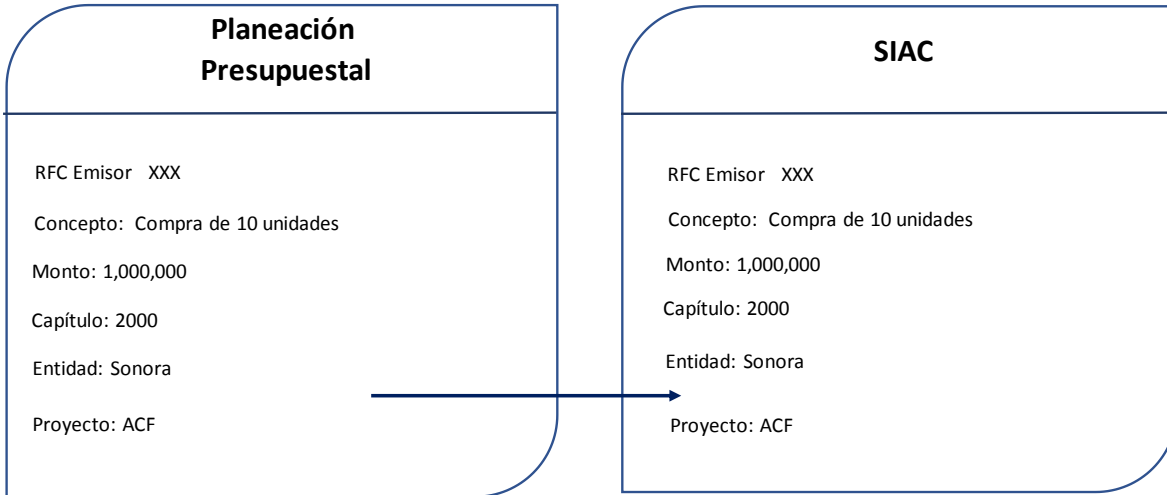 Planeación
Presupuestal
RFC Emisor XXX
Concepto: Compra de 10 unidades
Monto: 1,000,000
Capítulo: 2000
Entidad: Sonora
Proyecto: ACF
SIAC
RFC Emisor XXX
Concepto: Compra de 10 unidades
Monto: 1,000,000
Capítulo: 2000
Entidad: Sonora
Proyecto: ACF